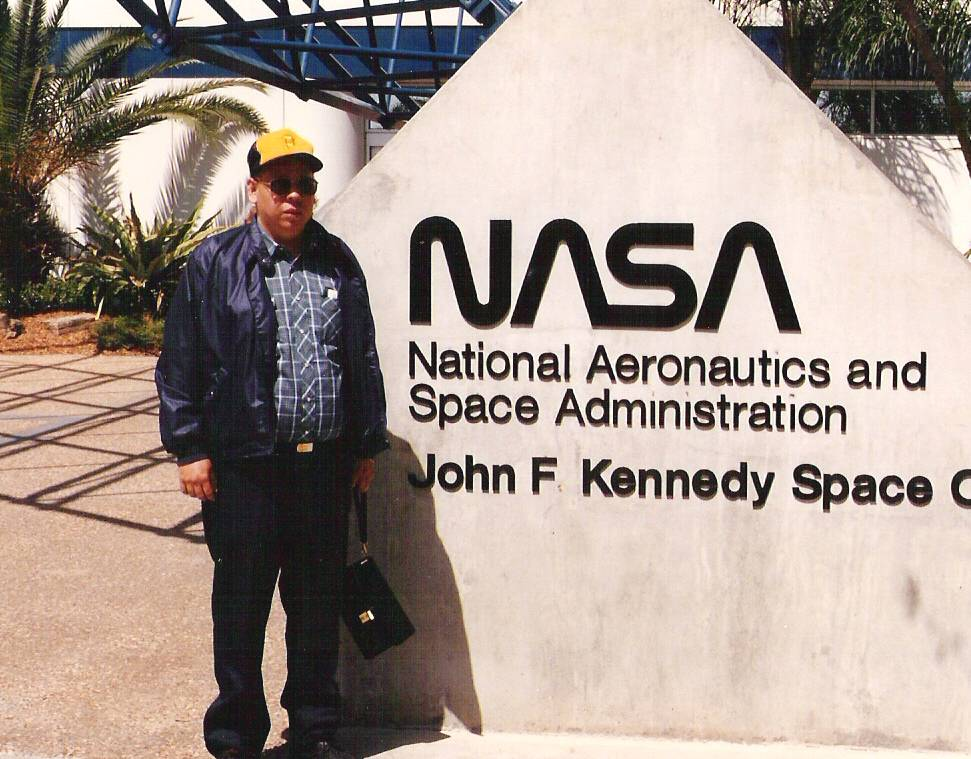 NASA
National Aeronautics and
Space Administration
John F Kennedy Space C